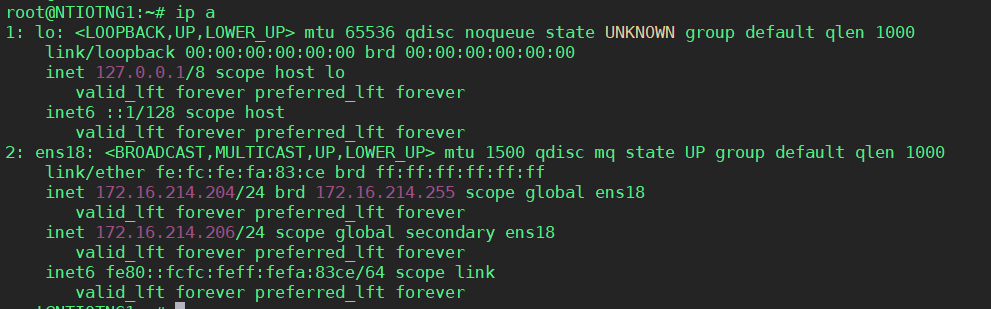 root@NTIOTNG1:~# ip a
1: lo: <LOOPBACK,UP,LOWER_UP> mtu 65536 qdisc noqueue state UNKNOWN group default qlen 1000
    link/loopback 00:00:00:00:00:00 brd 00:00:00:00:00:00
    inet 127.0.0.1/8 scope host lo
       valid_lft forever preferred_lft forever
    inet6 ::1/128 scope host
       valid_lft forever preferred_lft forever
2: ens18: <BROADCAST,MULTICAST,UP,LOWER_UP> mtu 1500 qdisc mq state UP group default qlen 1000
    link/ether fe:fc:fe:fa:83:ce brd ff:ff:ff:ff:ff:ff
    inet 172.16.214.204/24 brd 172.16.214.255 scope global ens18
       valid_lft forever preferred_lft forever
    inet 172.16.214.206/24 scope global secondary ens18
       valid_lft forever preferred_lft forever
    inet6 fe80::fcfc:feff:fefa:83ce/64 scope link
       valid_lft forever preferred_lft forever